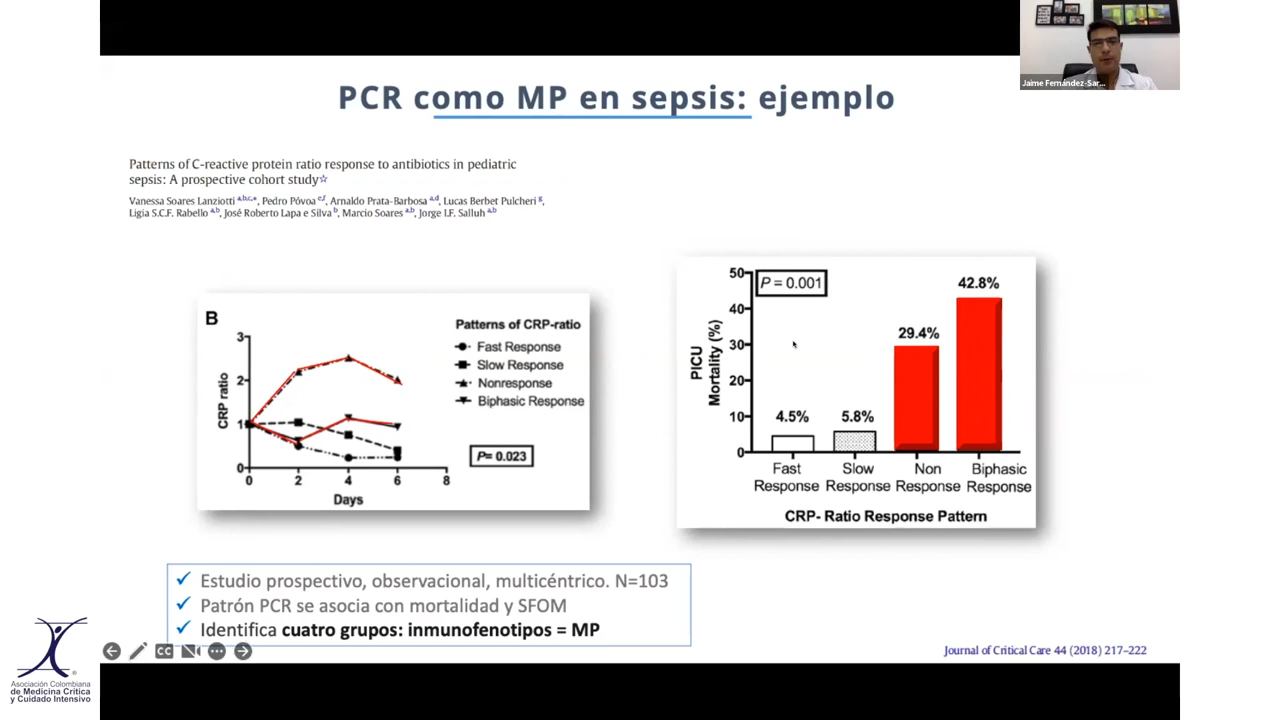 Jaime Fernández-Sar...
PCR como MP en sepsis: ejemplo
Patterns of C-reactive protein ratio response to antibiotics in pediatric
sepsis: A prospective cohort study☆
Vanessa Soares Lanziotti a,b,c,*, Pedro Póvoa e,f, Arnaldo Prata-Barbosa a,d, Lucas Berbet Pulcheri g,
Ligia S.C.F. Rabello a,b, José Roberto Lapa e Silva b, Marcio Soares a,b, Jorge I.F. Salluh a,b
B
Patterns of CRP-ratio
Fast Response
Slow Response
Nonresponse
Biphasic Response
P= 0.023
CRP ratio
3
2
1
0
0 2 4 6 8
Days
P = 0.001
PICU
Mortality (%)
50
40
30
20
10
0
4.5%
5.8%
29.4%
42.8%
Fast Response
Slow Response
Non Response
Biphasic Response
CRP- Ratio Response Pattern
✓ Estudio prospectivo, observacional, multicéntrico. N=103
✓ Patrón PCR se asocia con mortalidad y SFOM
✓ Identifica cuatro grupos: inmunofenotipos = MP
CC
Journal of Critical Care 44 (2018) 217–222
Asociación Colombiana
de Medicina Crítica
y Cuidado Intensivo